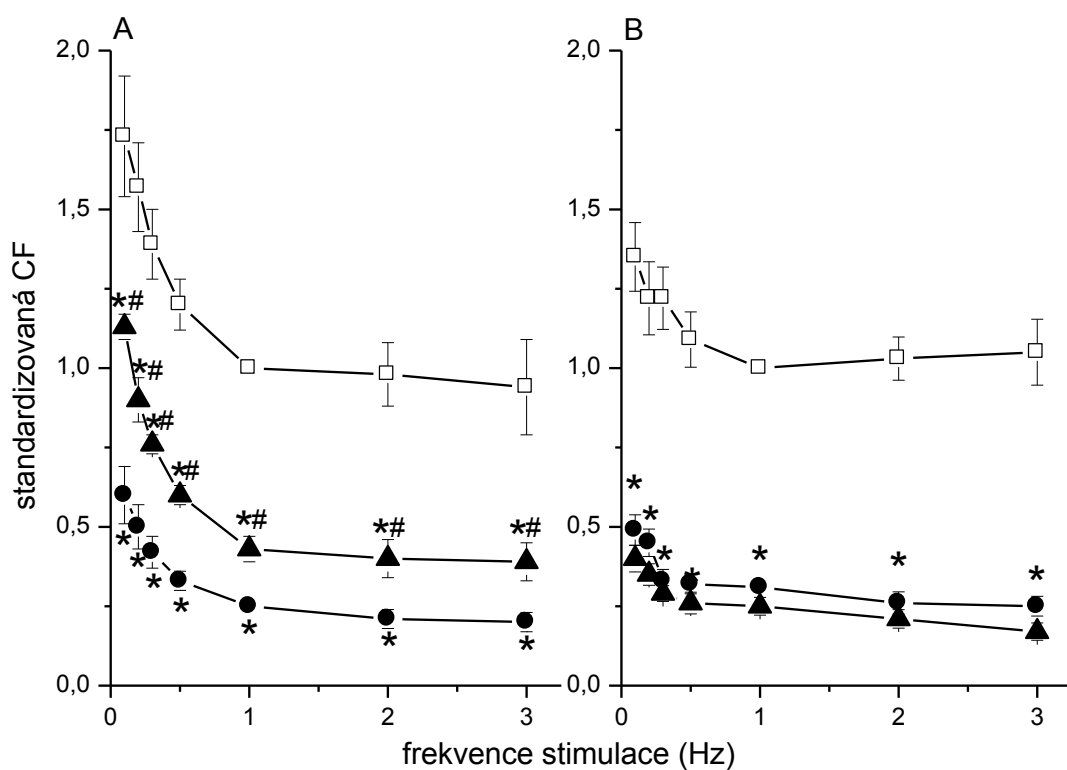 A
B
2,0
2,0
1,5
1,5
*#
*#
1,0
1,0
*#
*#
*
*
*# *# *#
0,5
0,5
* * * * *
* * * * * * *
0,0
0,0
0 1 2 3
0 1 2 3
standardizovaná CF
frekvence stimulace (Hz)